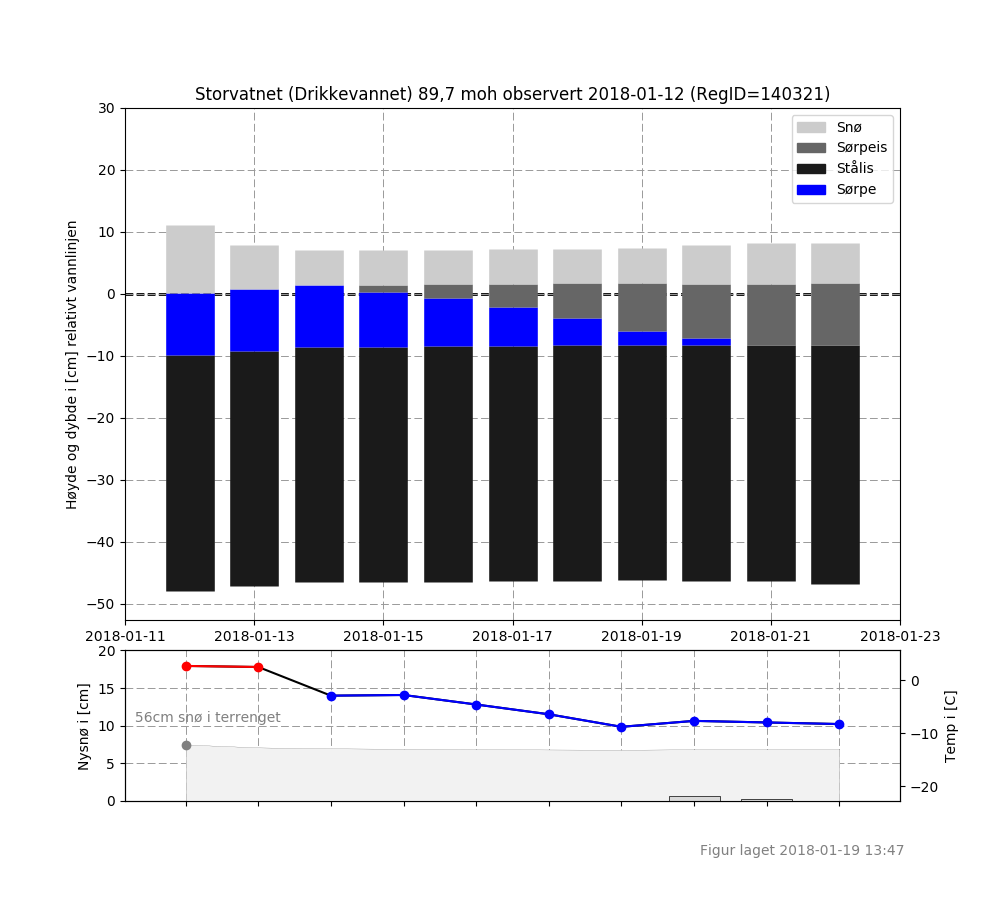 Storvatnet (Drikkevannet) 89,7 moh observert 2018-01-12 (RegID=140321)
Høyde og dybde i [cm] relativt vannlinjen
30
20
10
0
−10
−20
−30
−40
−50
Snø
Sørpeis
Stålis
Sørpe
2018-01-11 2018-01-13 2018-01-15 2018-01-17 2018-01-19 2018-01-21 2018-01-23
Nysnø i [cm]
20
15
10
5
0
56cm snø i terrenget
0
−10
−20
Temp i [C]
Figur laget 2018-01-19 13:47